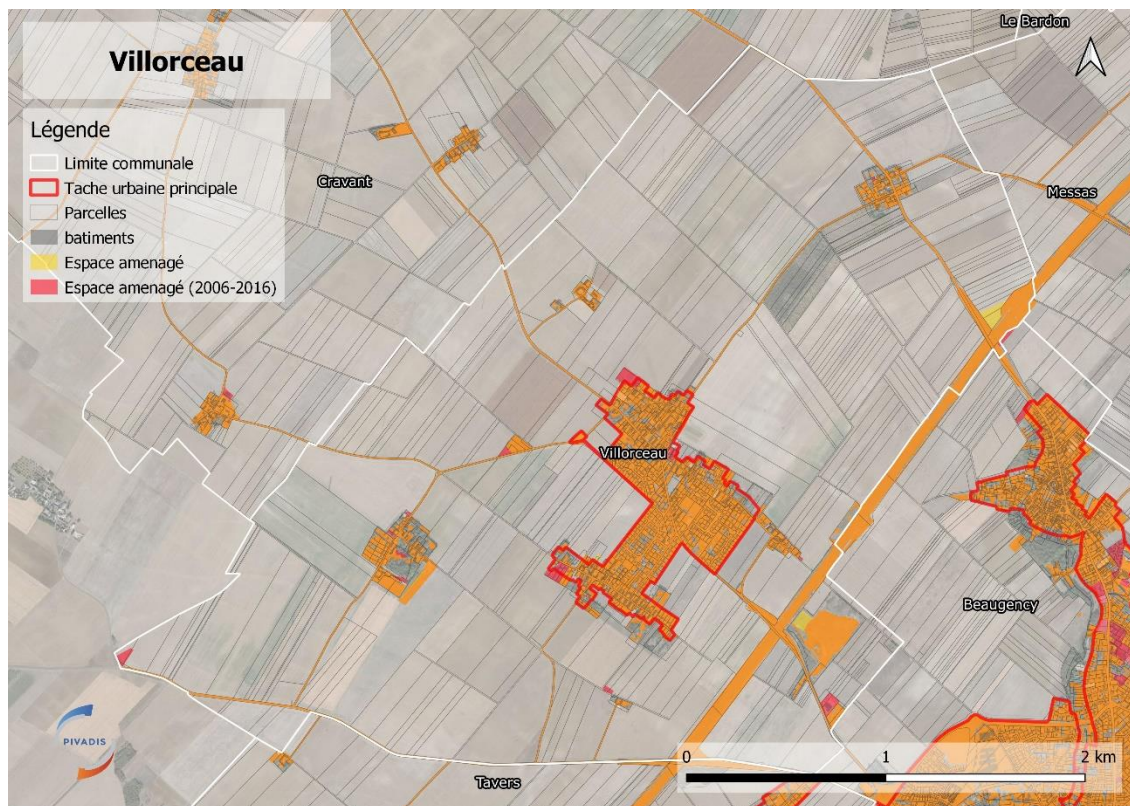 Villorceau
Légende
Limite communale
Tache urbaine principale
Parcelles
batiments
Espace amenagé
Espace amenagé (2006-2016)
Le Bardon
Cravant
Messas
Villorceau
Beaugency
Tavers
PIVADIS
0 1 2 km